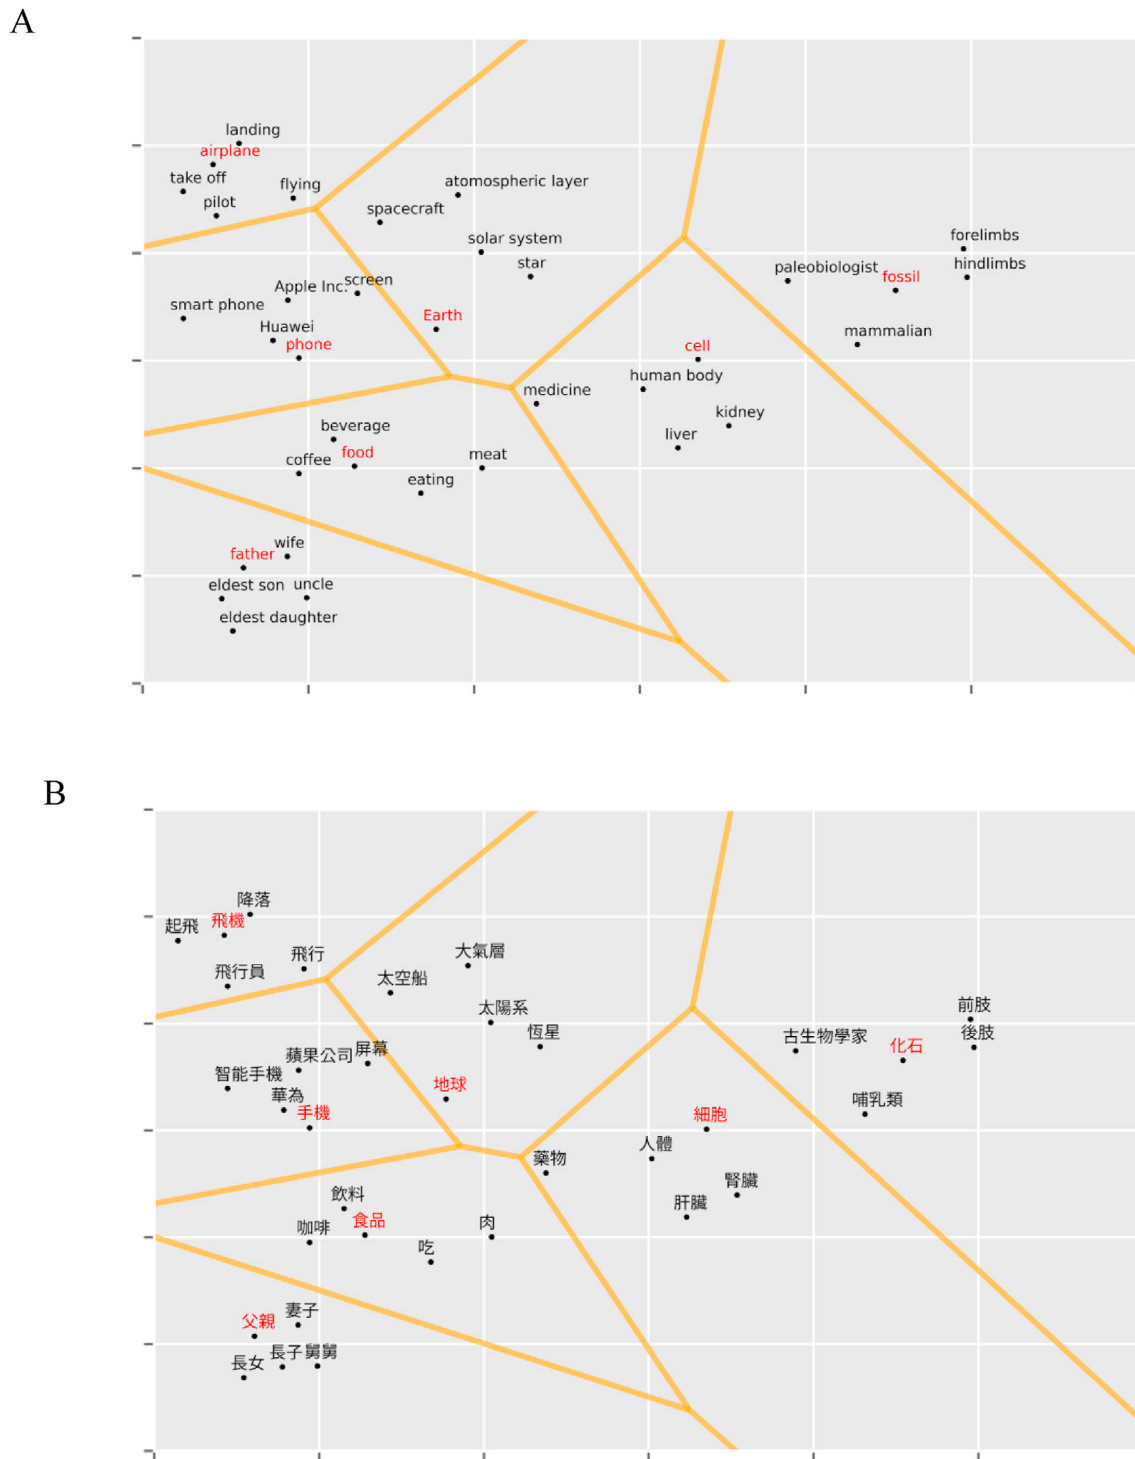 A
landing
airplane
take off
pilot
flying
atomospheric layer
spacecraft
solar system
star
forelimbs
paleobiologist
fossil
hindlimbs
Apple Inc.
screen
smart phone
Huawei
phone
Earth
mammalian
cell
human body
medicine
kidney
liver
beverage
food
coffee
meat
eating
wife
father
eldest son
uncle
eldest daughter
B
降落
起飛
飛機
飛行
飛行員
大氣層
太空船
太陽系
恆星
前肢
古生物學家
化石
後肢
蘋果公司
屏幕
智能手機
華為
手機
地球
哺乳類
細胞
人體
藥物
腎臟
肝臟
飲料
食品
咖啡
肉
吃
妻子
父親
長女
長子
舅舅